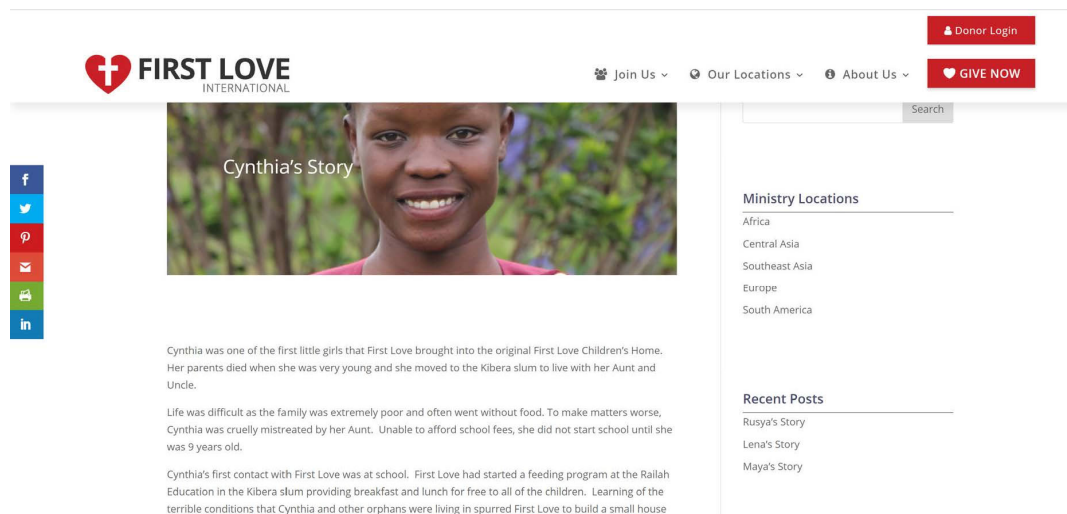 Donor Login
FIRST LOVE
INTERNATIONAL
Join Us
Our Locations
About Us
GIVE NOW
Search
Cynthia's Story
Ministry Locations
Africa
Central Asia
Southeast Asia
Europe
South America
Cynthia was one of the first little girls that First Love brought into the original First Love Children's Home.
Her parents died when she was very young and she moved to the Kibera slum to live with her Aunt and
Uncle.
Life was difficult as the family was extremely poor and often went without food. To make matters worse,
Cynthia was cruelly mistreated by her Aunt. Unable to afford school fees, she did not start school until she
was 9 years old.
Cynthia's first contact with First Love was at school. First Love had started a feeding program at the Railah
Education in the Kibera slum providing breakfast and lunch for free to all of the children. Learning of the
terrible conditions that Cynthia and other orphans were living in spurred First Love to build a small house
Recent Posts
Rusya's Story
Lena's Story
Maya's Story